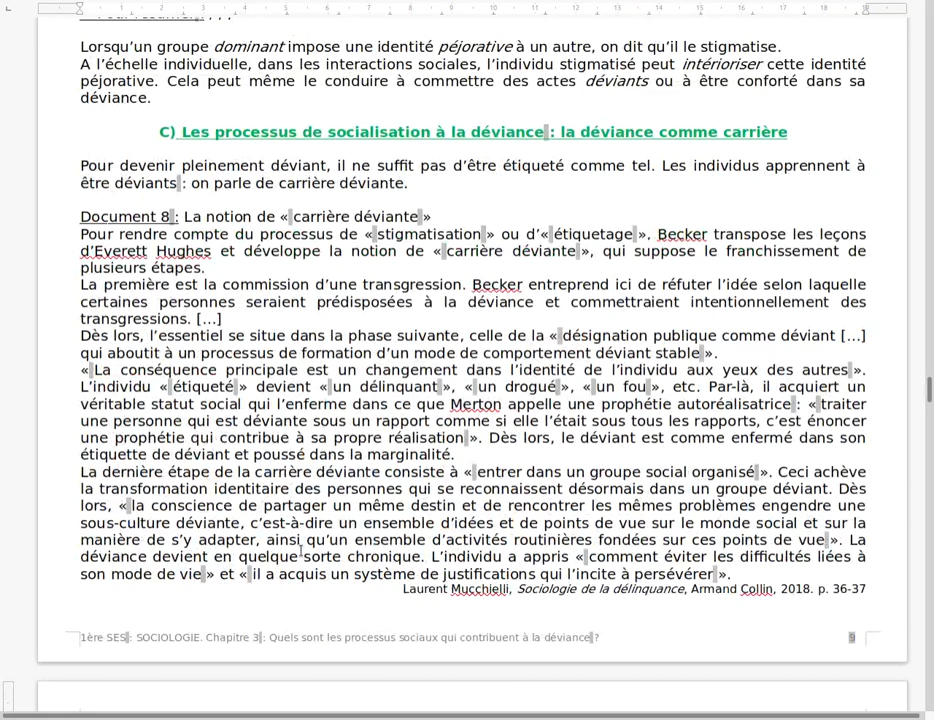 Lorsqu’un groupe dominant impose une identité péjorative à un autre, on dit qu’il le stigmatise.
A l’échelle individuelle, dans les interactions sociales, l’individu stigmatisé peut intérioriser cette identité
péjorative. Cela peut même le conduire à commettre des actes déviants ou à être conforté dans sa
déviance.
C) Les processus de socialisation à la déviance : la déviance comme carrière
Pour devenir pleinement déviant, il ne suffit pas d’être étiqueté comme tel. Les individus apprennent à
être déviants : on parle de carrière déviante.
Document 8 : La notion de « carrière déviante »
Pour rendre compte du processus de « stigmatisation » ou d’« étiquetage », Becker transpose les leçons
d’Everett Hughes et développe la notion de « carrière déviante », qui suppose le franchissement de
plusieurs étapes.
La première est la commission d’une transgression. Becker entreprend ici de réfuter l’idée selon laquelle
certaines personnes seraient prédisposées à la déviance et commettraient intentionnellement des
transgressions. [...]
Dès lors, l’essentiel se situe dans la phase suivante, celle de la « désignation publique comme déviant [...]
qui aboutit à un processus de formation d’un mode de comportement déviant stable ».
« La conséquence principale est un changement dans l’identité de l’individu aux yeux des autres ».
L’individu « étiqueté » devient « un délinquant », « un drogué », « un fou », etc. Par-là, il acquiert un
véritable statut social qui l’enferme dans ce que Merton appelle une prophétie autoréalisatrice : « traiter
une personne qui est déviante sous un rapport comme si elle l’était sous tous les rapports, c’est énoncer
une prophétie qui contribue à sa propre réalisation ». Dès lors, le déviant est comme enfermé dans son
étiquette de déviant et poussé dans la marginalité.
La dernière étape de la carrière déviante consiste à « entrer dans un groupe social organisé ». Ceci achève
la transformation identitaire des personnes qui se reconnaissent désormais dans un groupe déviant. Dès
lors, « la conscience de partager un même destin et de rencontrer les mêmes problèmes engendre une
sous-culture déviante, c’est-à-dire un ensemble d’idées et de points de vue sur le monde social et sur la
manière de s’y adapter, ainsi qu’un ensemble d’activités routinières fondées sur ces points de vue ». La
déviance devient en quelque sorte chronique. L’individu a appris « comment éviter les difficultés liées à
son mode de vie » et « il a acquis un système de justifications qui l’incite à persévérer ».
Laurent Mucchielli, Sociologie de la délinquance, Armand Collin, 2018. p. 36-37
1ère SES : SOCIOLOGIE. Chapitre 3 : Quels sont les processus sociaux qui contribuent à la déviance ? 9